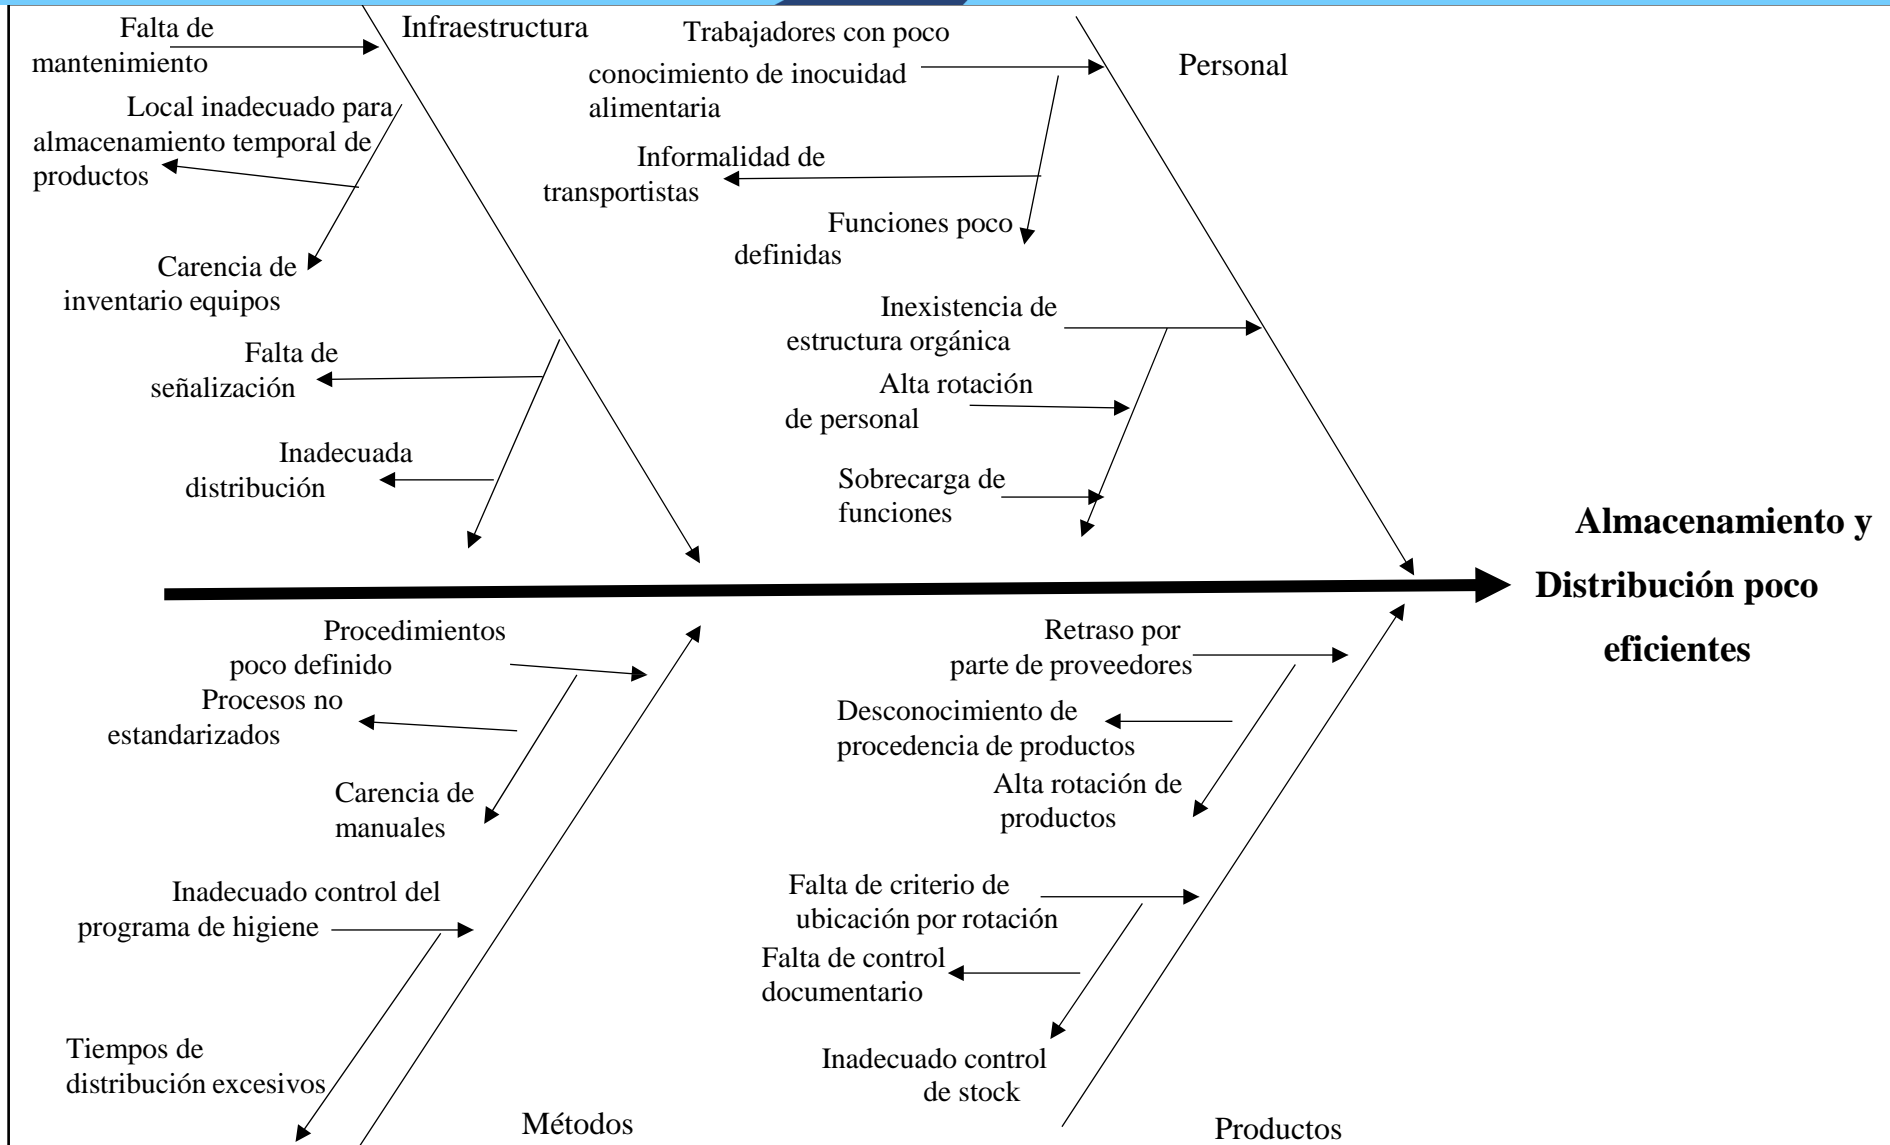 Infraestructura
Falta de
mantenimiento
Local inadecuado para
almacenamiento temporal de
productos
Carencia de
inventario equipos
Falta de
señalización
Inadecuada
distribución
Personal
Trabajadores con poco
conocimiento de inocuidad
alimentaria
Informalidad de
transportistas
Funciones poco
definidas
Inexistencia de
estructura orgánica
Alta rotación
de personal
Sobrecarga de
funciones
Almacenamiento y
Distribución poco
eficientes
Procedimientos
poco definido
Procesos no
estandarizados
Carencia de
manuales
Inadecuado control del
programa de higiene
Tiempos de
distribución excesivos
Métodos
Retraso por
parte de proveedores
Desconocimiento de
procedencia de productos
Alta rotación de
productos
Falta de criterio de
ubicación por rotación
Falta de control
documentario
Inadecuado control
de stock
Productos